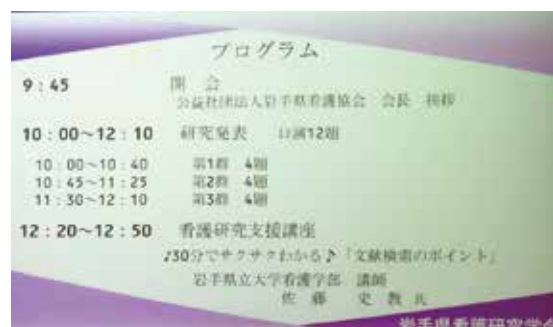 プログラム
9：45 開 会
公益社団法人岩手県看護協会 会長 挨拶
10：00～12：10 研究発表 口演12題
10：00～10：40 第1群 4題
10：45～11：25 第2群 4題
11：30～12：10 第3群 4題
12：20～12：50 看護研究支援講座
♪30分でサクサクわかる♪「文献検索のポイント」
岩手県立大学看護学部 講師
佐 藤 史 教 氏
岩手県看護研究学会